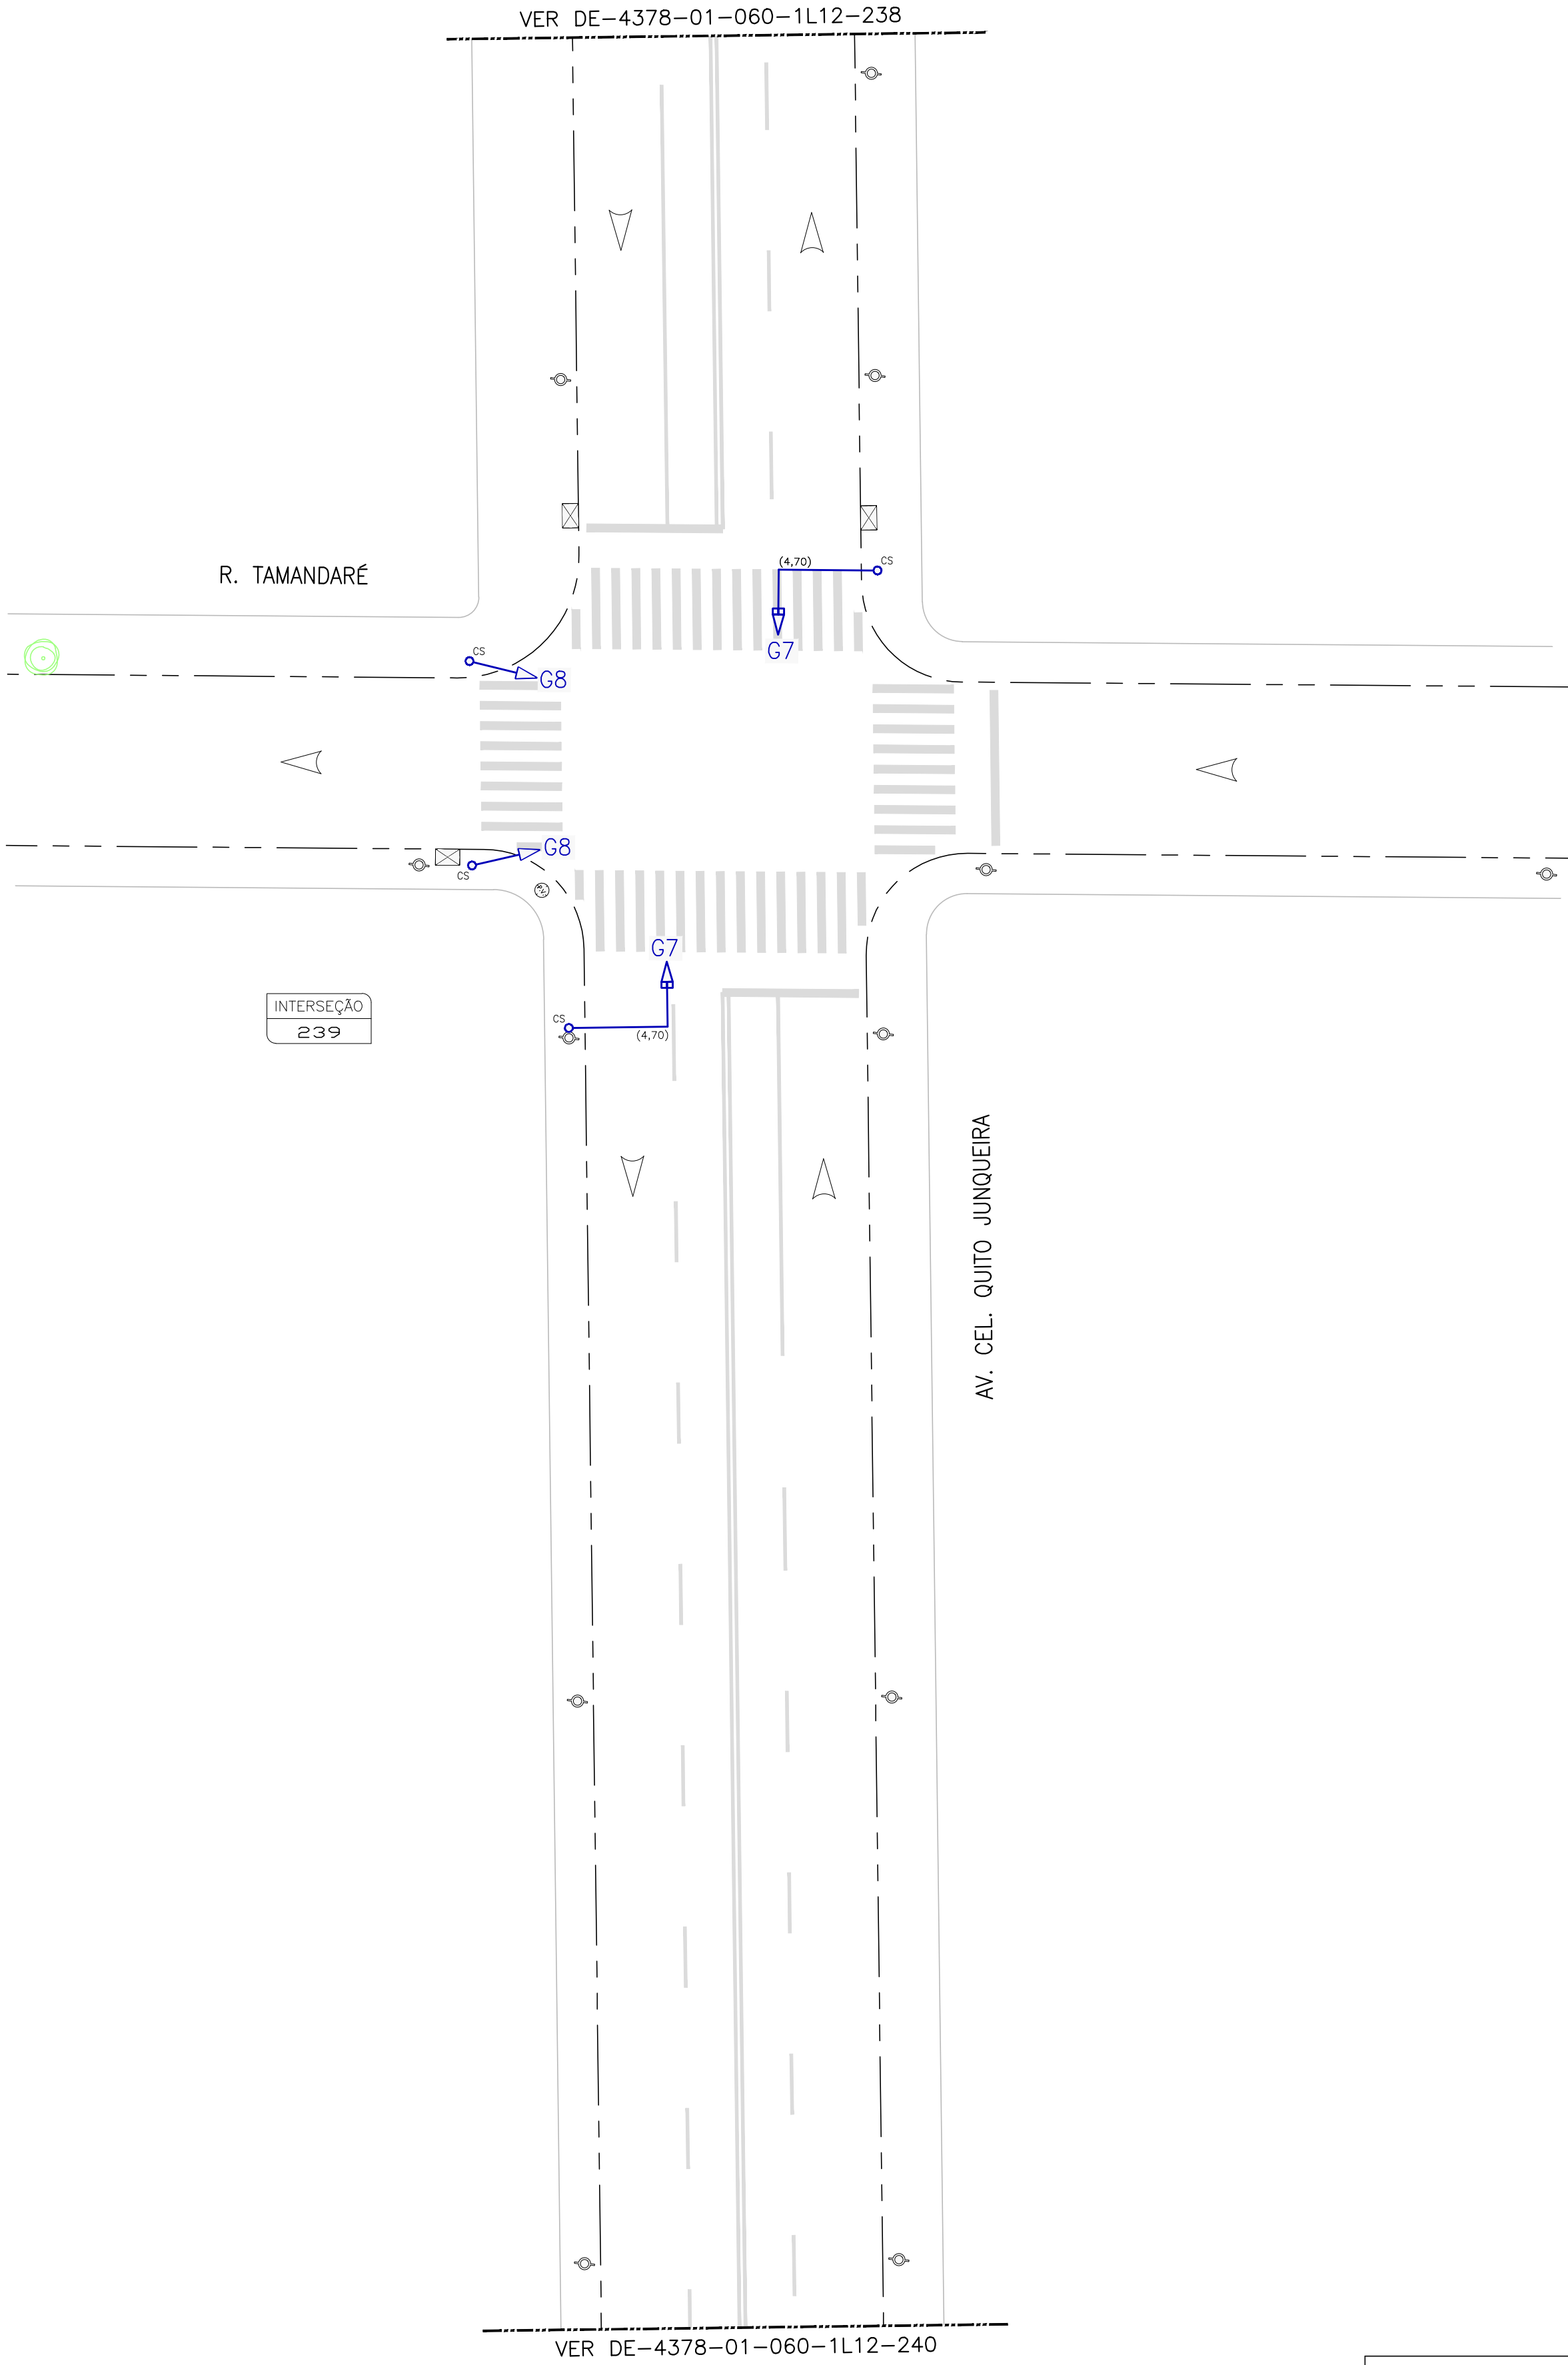 VER DE-4378-01-060-1L12-238
(4,70)
CS
R. TAMANDARÉ
G7
CS
G8
G8
CS
G7
INTERSEÇÃO
239
CS
(4,70)
AV. CEL. QUITO JUNQUEIRA
VER DE-4378-01-060-1L12-240